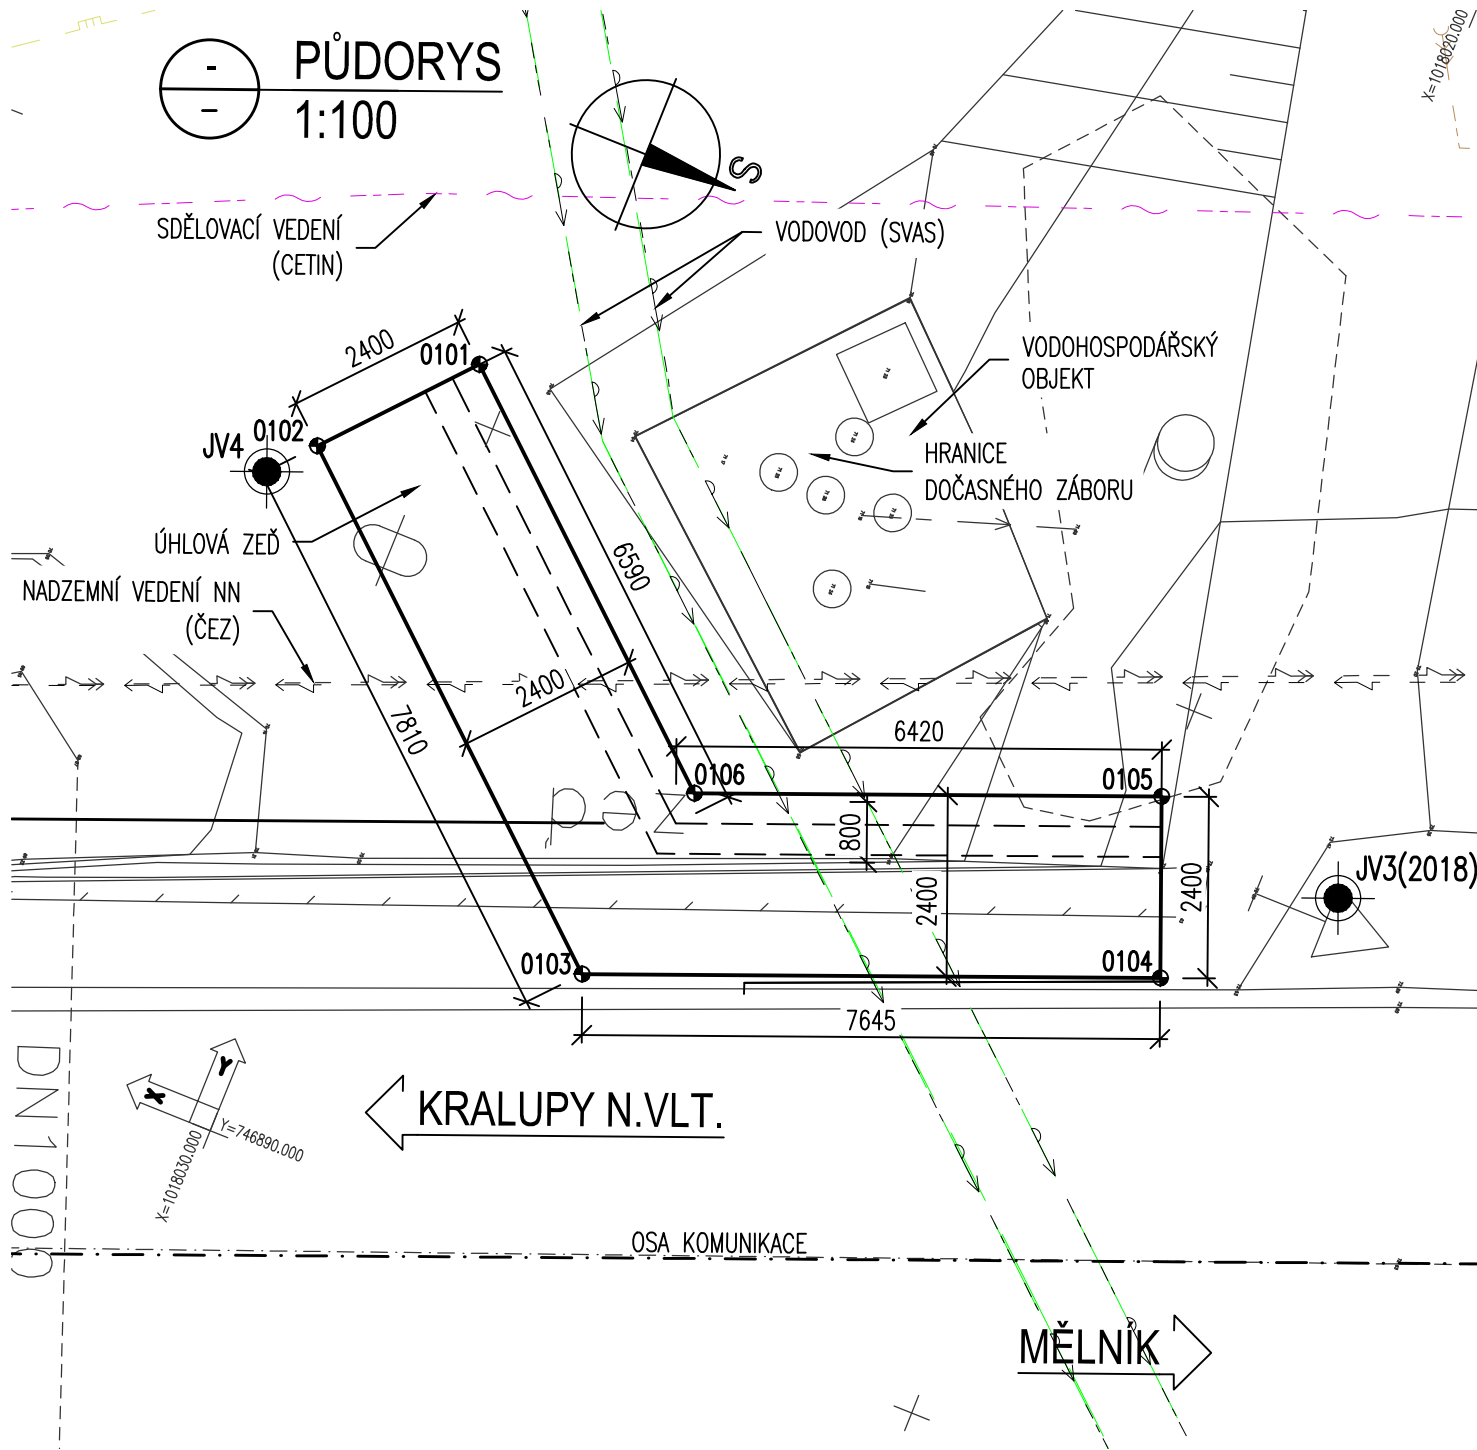 -
PŮDORYS
–
1:100
X=1018020.000
S
SDĚLOVACÍ VEDENÍ
(CETIN)
VODOVOD (SVAS)
2400
0101
VODOHOSPODÁŘSKÝ
OBJEKT
0102
JV4
HRANICE
DOČASNÉHO ZÁBORU
ÚHLOVÁ ZEĎ
6590
NADZEMNÍ VEDENÍ NN
(ČEZ)
2400
7810
6420
0106
0105
800
2400
2400
JV3(2018)
0103
0104
7645
DN1000
X
Y
Y=746890.000
X=1018030.000
KRALUPY N.VLT.
OSA KOMUNIKACE
MĚLNÍK